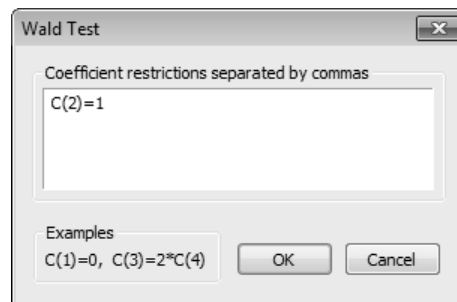 Wald Test
Coefficient restrictions separated by commas
C(2)=1
Examples
C(1)=0, C(3)=2*C(4)
OK
Cancel